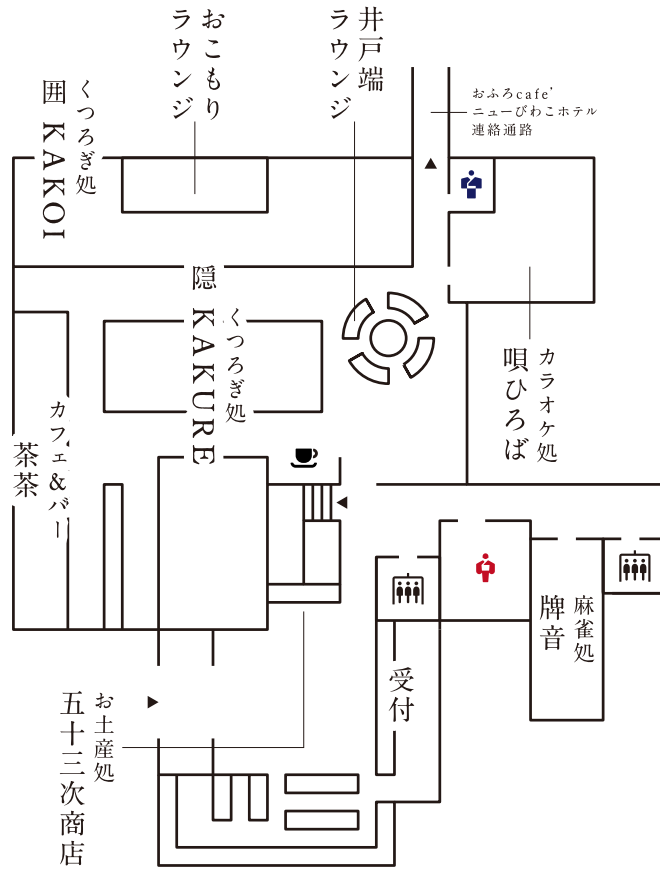 井戸端
ラウンジ
おこもり
ラウンジ
くつろぎ処
囲 KAKOI
おふろcafe’
ニューびわこホテル
連絡通路
くつろぎ処
隠 KAKURE
カラオケ処
唄ひろば
カフェ&バー
茶茶
麻雀処
牌音
受付
お土産処
五十三次商店